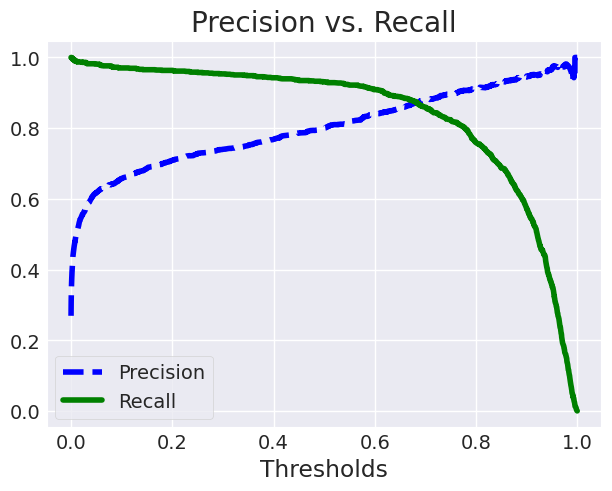 Precision vs. Recall
1.0
0.8
0.6
0.4
0.2
0.0
Precision
Recall
0.0 0.2 0.4 0.6 0.8 1.0
Thresholds